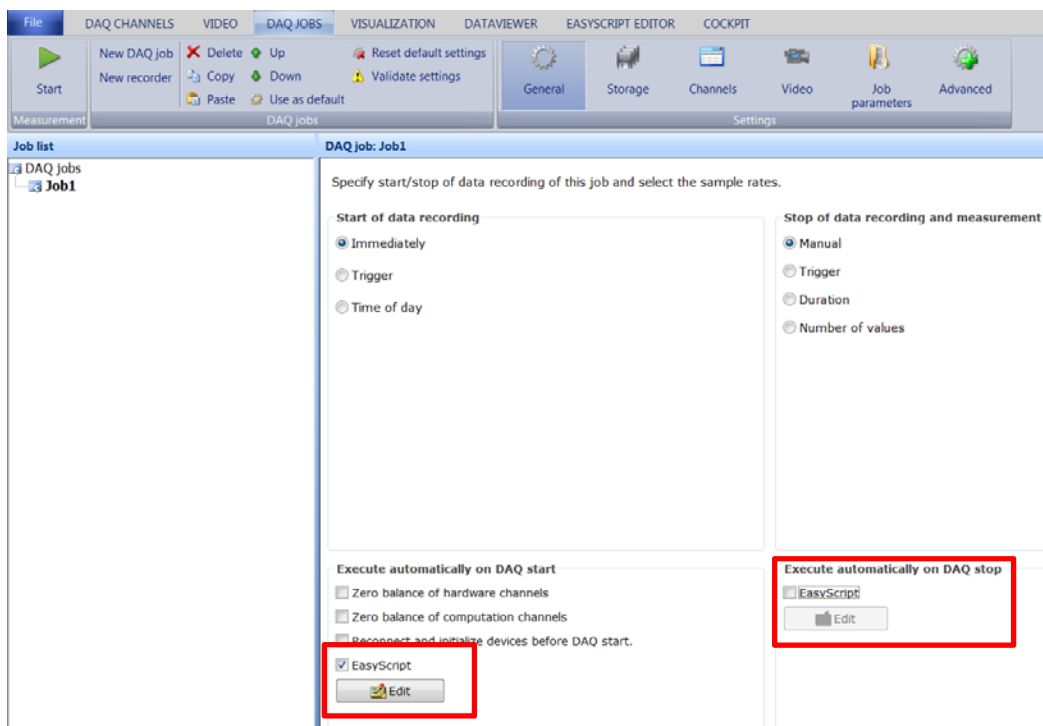 File DAQ CHANNELS VIDEO DAQ JOBS VISUALIZATION DATAVIEWER EASYSCRIPT EDITOR COCKPIT
Start
Measurement
New DAQ job
New recorder
Delete
Copy
Paste
Up
Down
Use as default
Reset default settings
Validate settings
DAQ jobs
General
Storage
Channels
Video
Job
parameters
Advanced
Settings
Job list
DAQ jobs
Job1
DAQ job: Job1
Specify start/stop of data recording of this job and select the sample rates.
Start of data recording
Immediately
Trigger
Time of day
Stop of data recording and measurement
Manual
Trigger
Duration
Number of values
Execute automatically on DAQ start
Zero balance of hardware channels
Zero balance of computation channels
Reconnect and initialize devices before DAQ start.
EasyScript
Edit
Execute automatically on DAQ stop
EasyScript
Edit